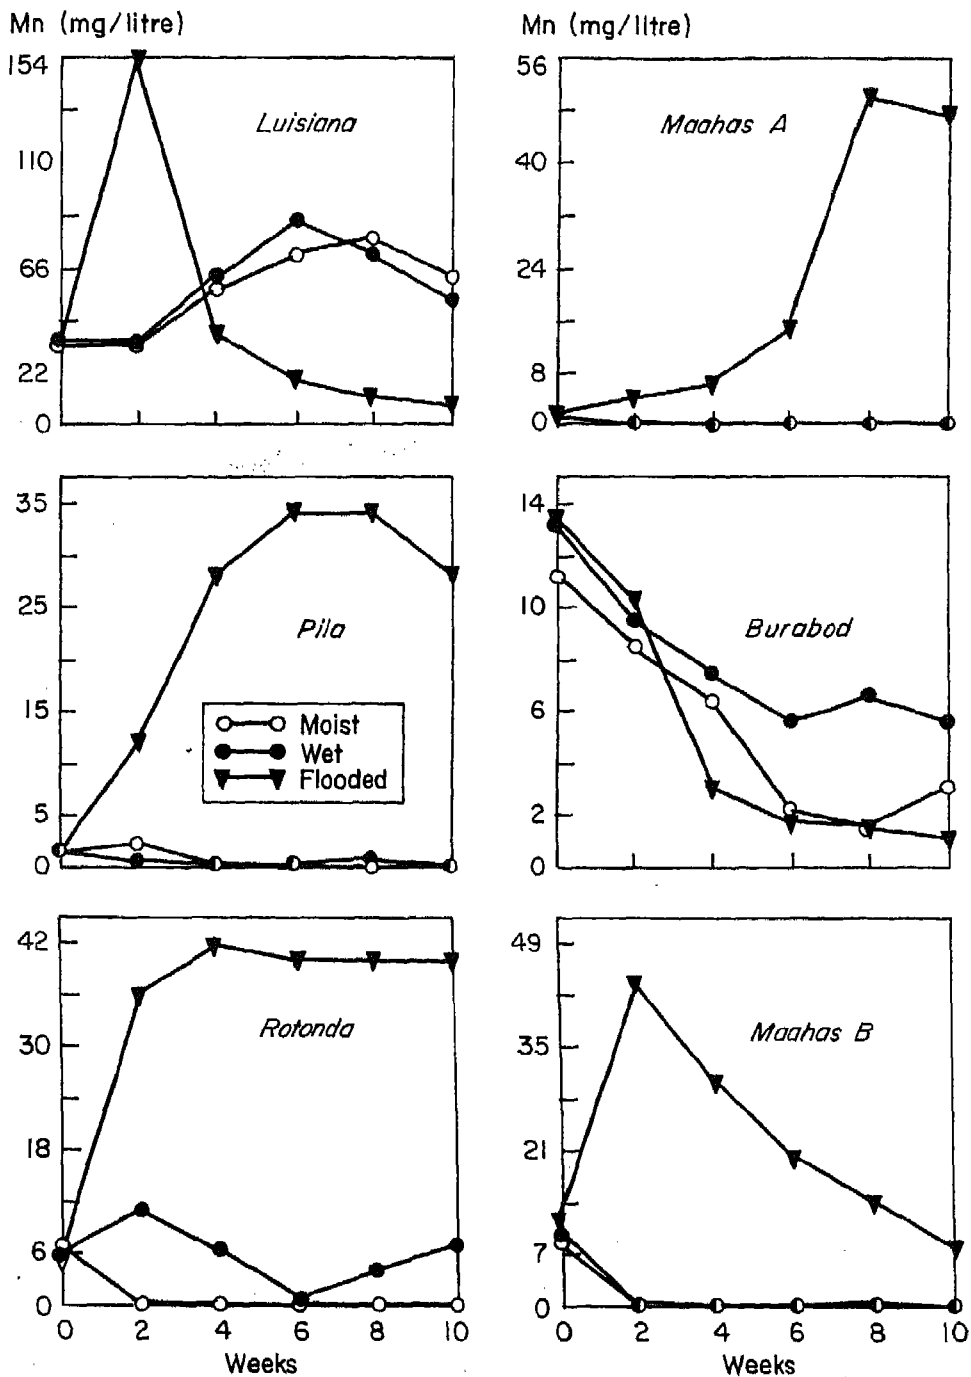 Mn (mg/litre)
154
110
66
22
0
Luisiana
Mn (mg/litre)
56
40
24
8
0
Maahas A
35
25
15
5
0
Pila
Moist
Wet
Flooded
14
10
6
2
0
Burabod
42
30
18
6
0
Rotonda
0 2 4 6 8 10
Weeks
49
35
21
7
0
Maahas B
0 2 4 6 8 10
Weeks